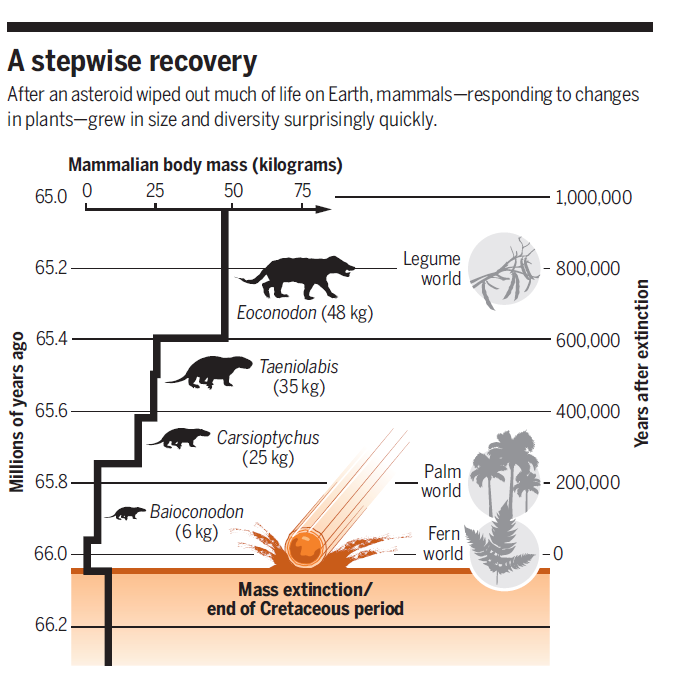 A stepwise recovery
After an asteroid wiped out much of life on Earth, mammals—responding to changes
in plants—grew in size and diversity surprisingly quickly.
Mammalian body mass (kilograms)
0 25 50 75
65.0 1,000,000
65.2 Legume world 800,000
Eoconodon (48 kg)
65.4 600,000
Taeniolabis
(35 kg)
65.6 400,000
Carsioptychus
(25 kg)
65.8 Palm world 200,000
Baioconodon
(6 kg)
66.0 Fern world 0
Mass extinction/
end of Cretaceous period
66.2
Millions of years ago
Years after extinction